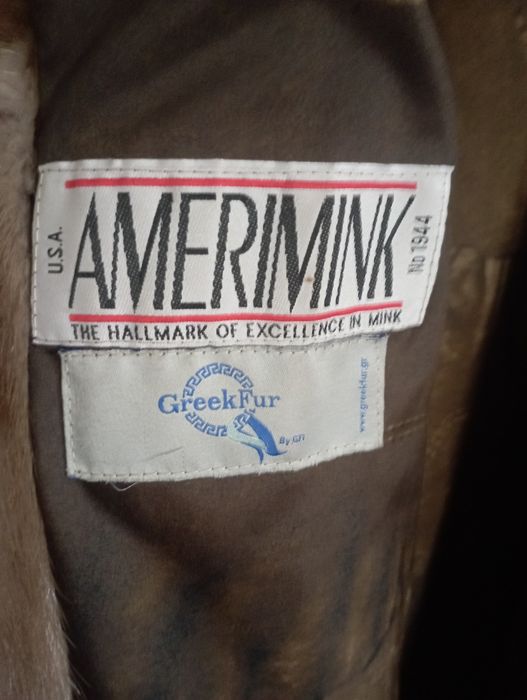 U.S.A.
AMERIMINK
No 1944
THE HALLMARK OF EXCELLENCE IN MINK
GreekFur
www.greekfur.gr